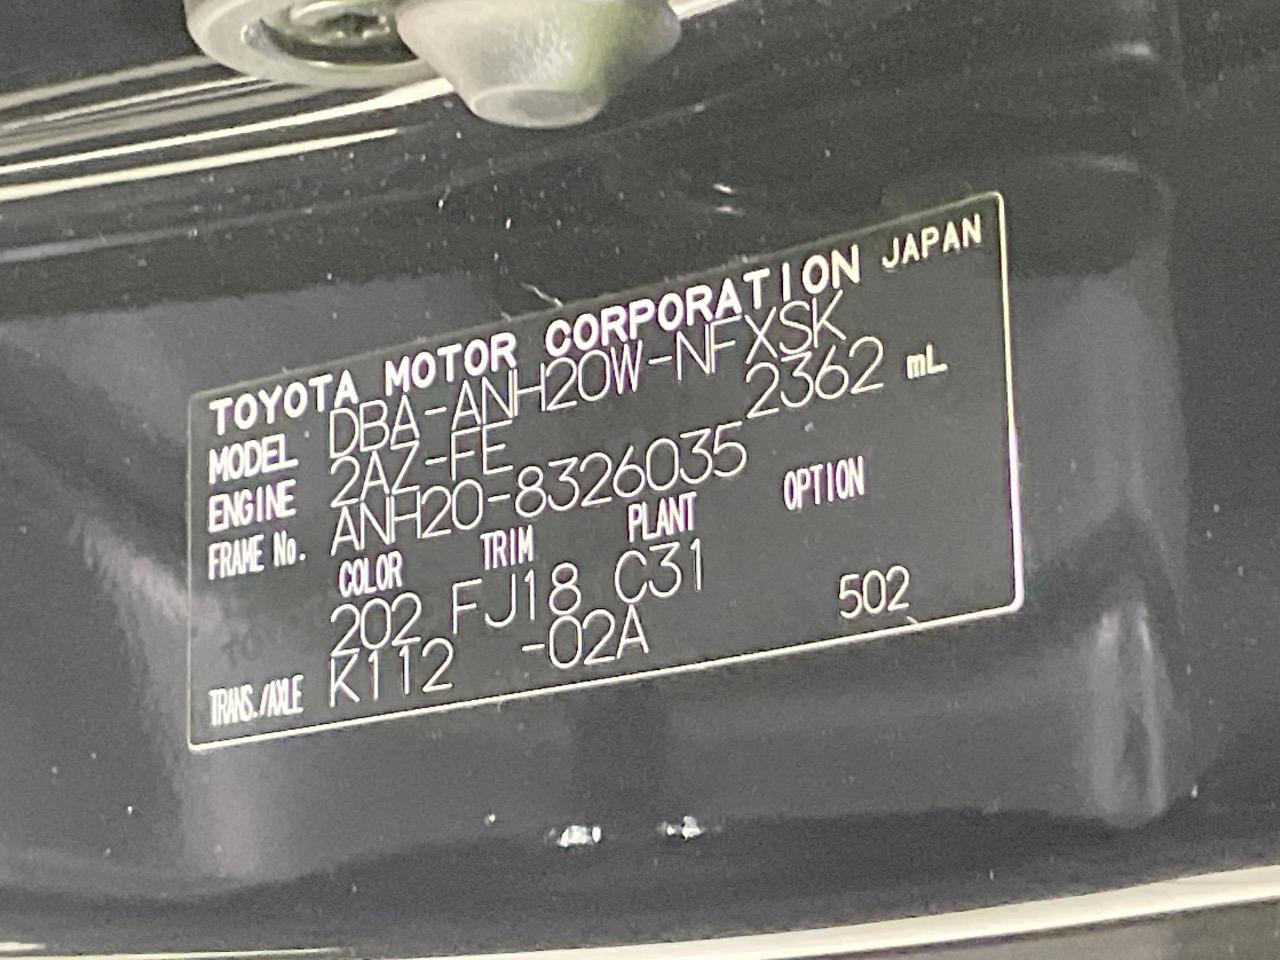 TOYOTA MOTOR CORPORATION JAPAN
MODEL DBA-ANH20W-NFXSK
ENGINE 2AZ-FE 2362 mL
FRAME No. ANH20-8326035
COLOR TRIM PLANT OPTION
202 FJ18 C31
TRANS./AXLE K112 -02A 502